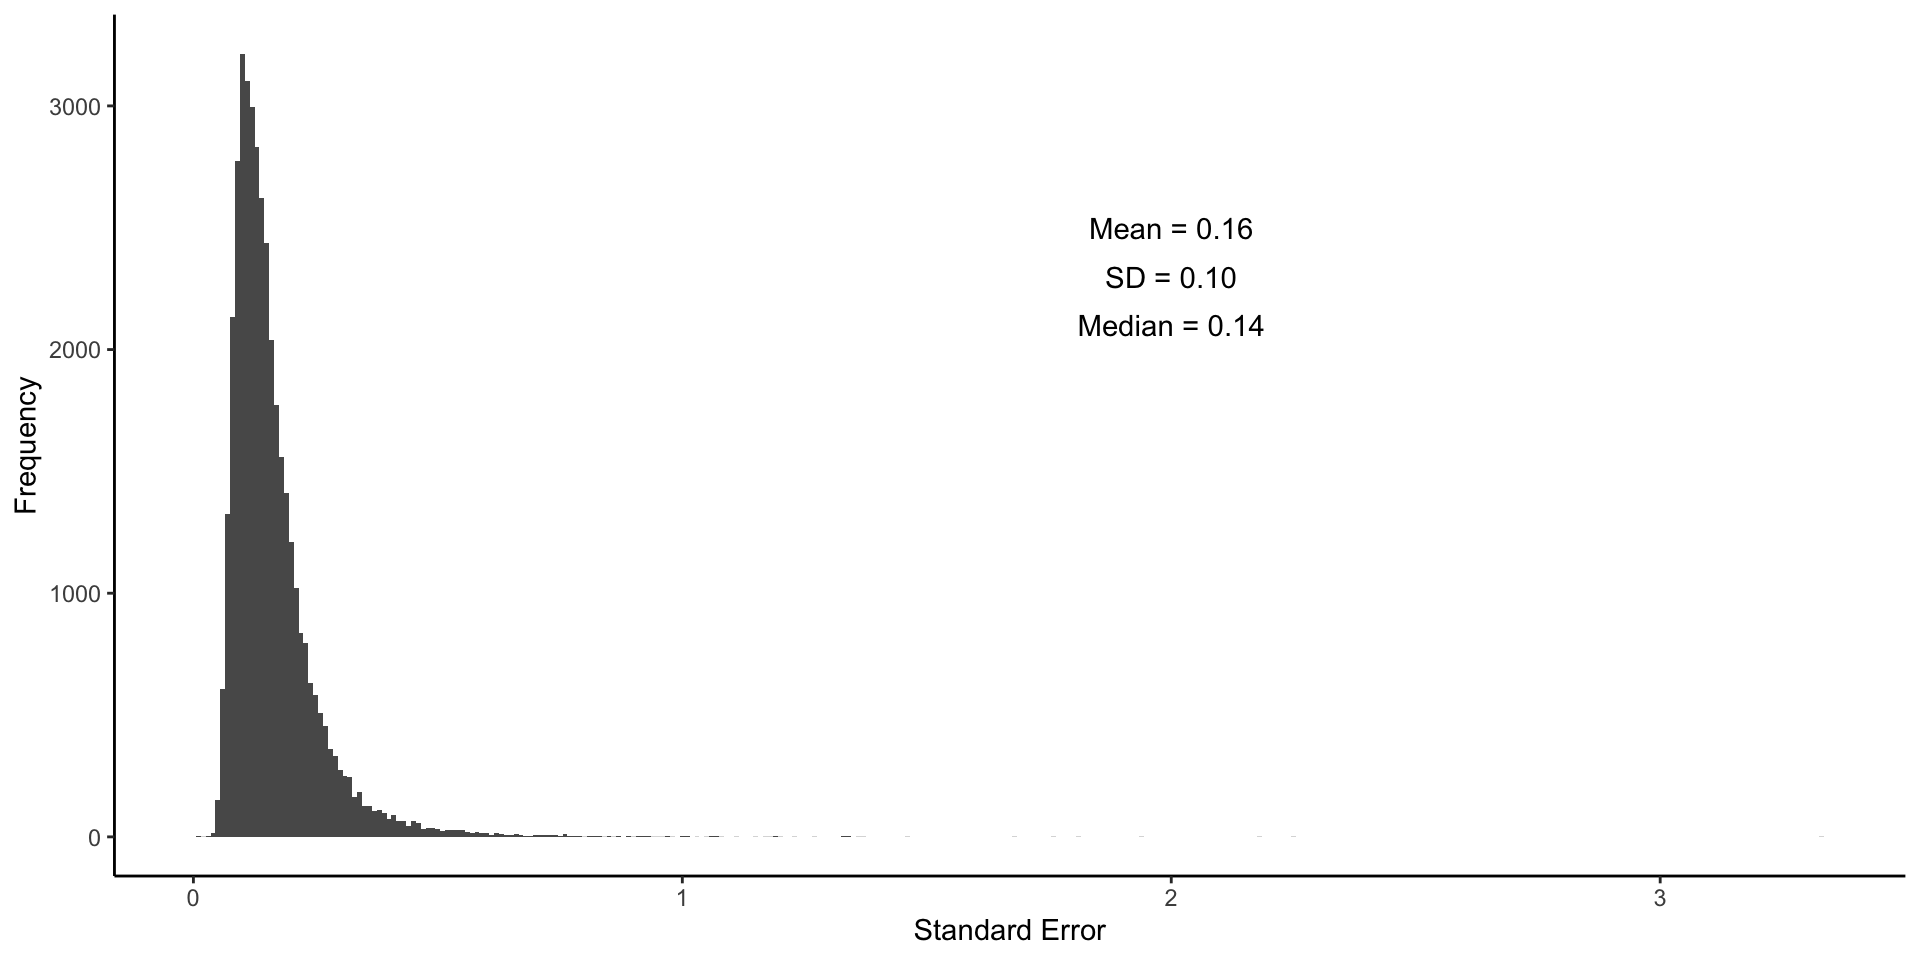 3000
2000
1000
0
Frequency
Mean = 0.16
SD = 0.10
Median = 0.14
0 1 2 3
Standard Error